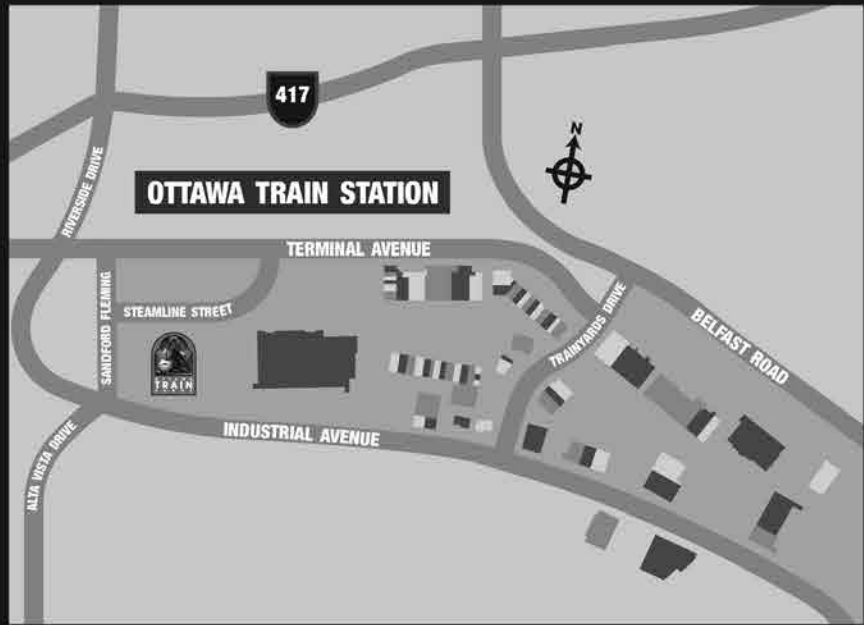 417
N
RIVERSIDE DRIVE
OTTAWA TRAIN STATION
TERMINAL AVENUE
SANDFORD FLEMING
STEAMLINE STREET
TRAINYARDS DRIVE
BELFAST ROAD
TRAIN
INDUSTRIAL AVENUE
ALTA VISTA DRIVE